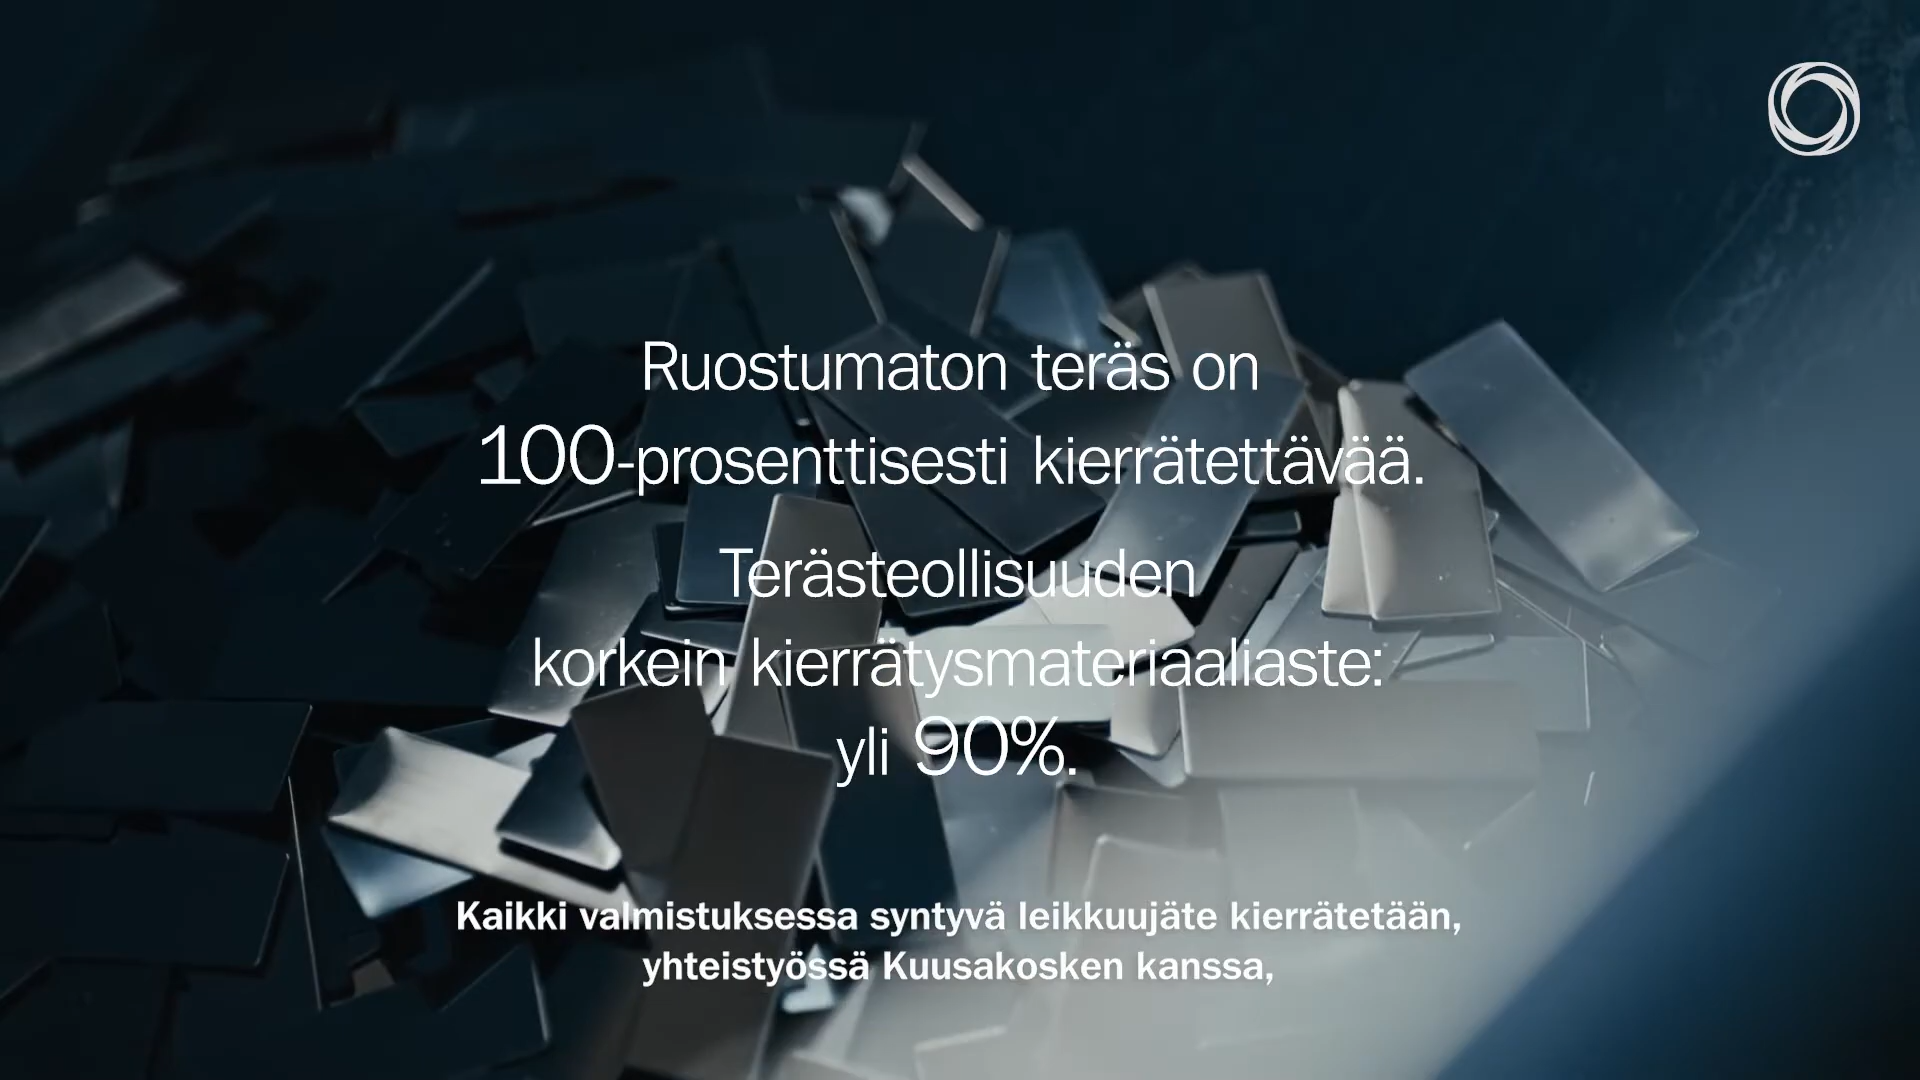 Ruostumaton teräs on
100-prosenttisesti kierrätettävää.
Terästeollisuuden
korkein kierrätysmateriaaliaste:
yli 90%.
Kaikki valmistuksessa syntyvä leikkuujäte kierrätetään,
yhteistyössä Kuusakosken kanssa,